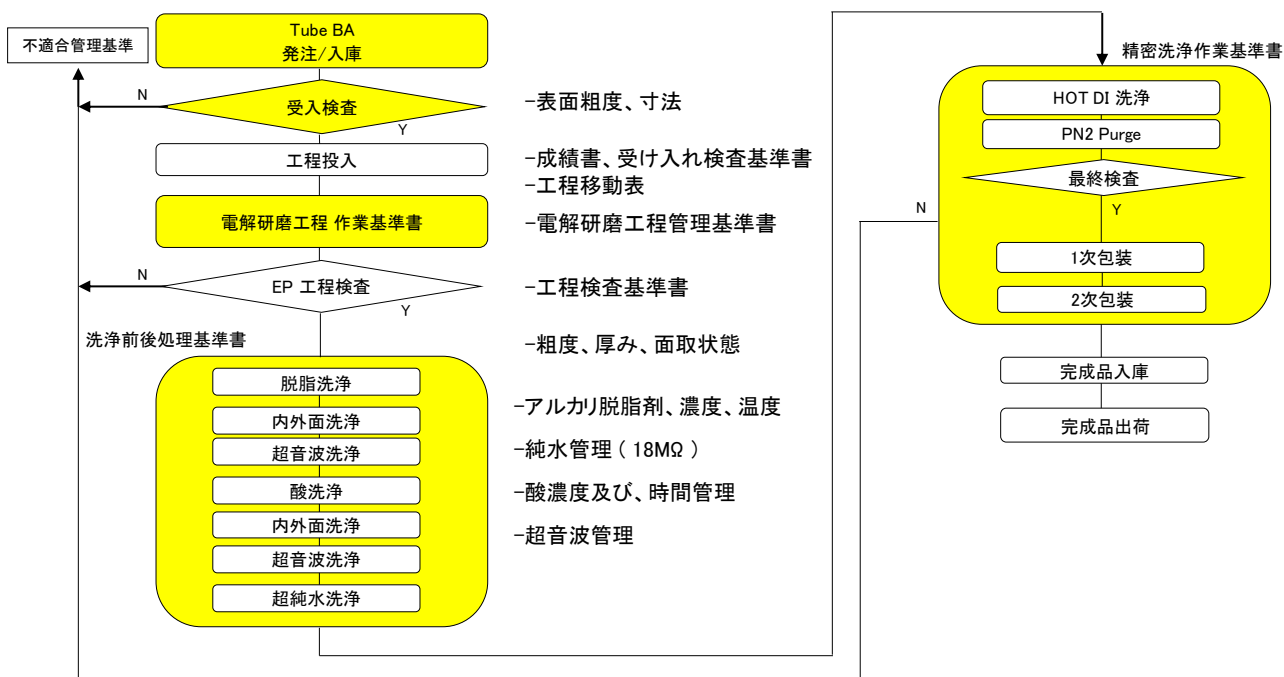 不適合管理基準
Tube BA
発注/入庫
N
受入検査
Y
-表面粗度、寸法
工程投入
-成績書、受け入れ検査基準書
-工程移動表
電解研磨工程 作業基準書
-電解研磨工程管理基準書
N
EP 工程検査
Y
-工程検査基準書
洗浄前後処理基準書
-粗度、厚み、面取状態
脱脂洗浄
-アルカリ脱脂剤、濃度、温度
内外面洗浄
超音波洗浄
-純水管理 ( 18MΩ )
酸洗浄
-酸濃度及び、時間管理
内外面洗浄
-超音波管理
超音波洗浄
超純水洗浄
精密洗浄作業基準書
HOT DI 洗浄
PN2 Purge
最終検査
N
Y
1次包装
2次包装
完成品入庫
完成品出荷